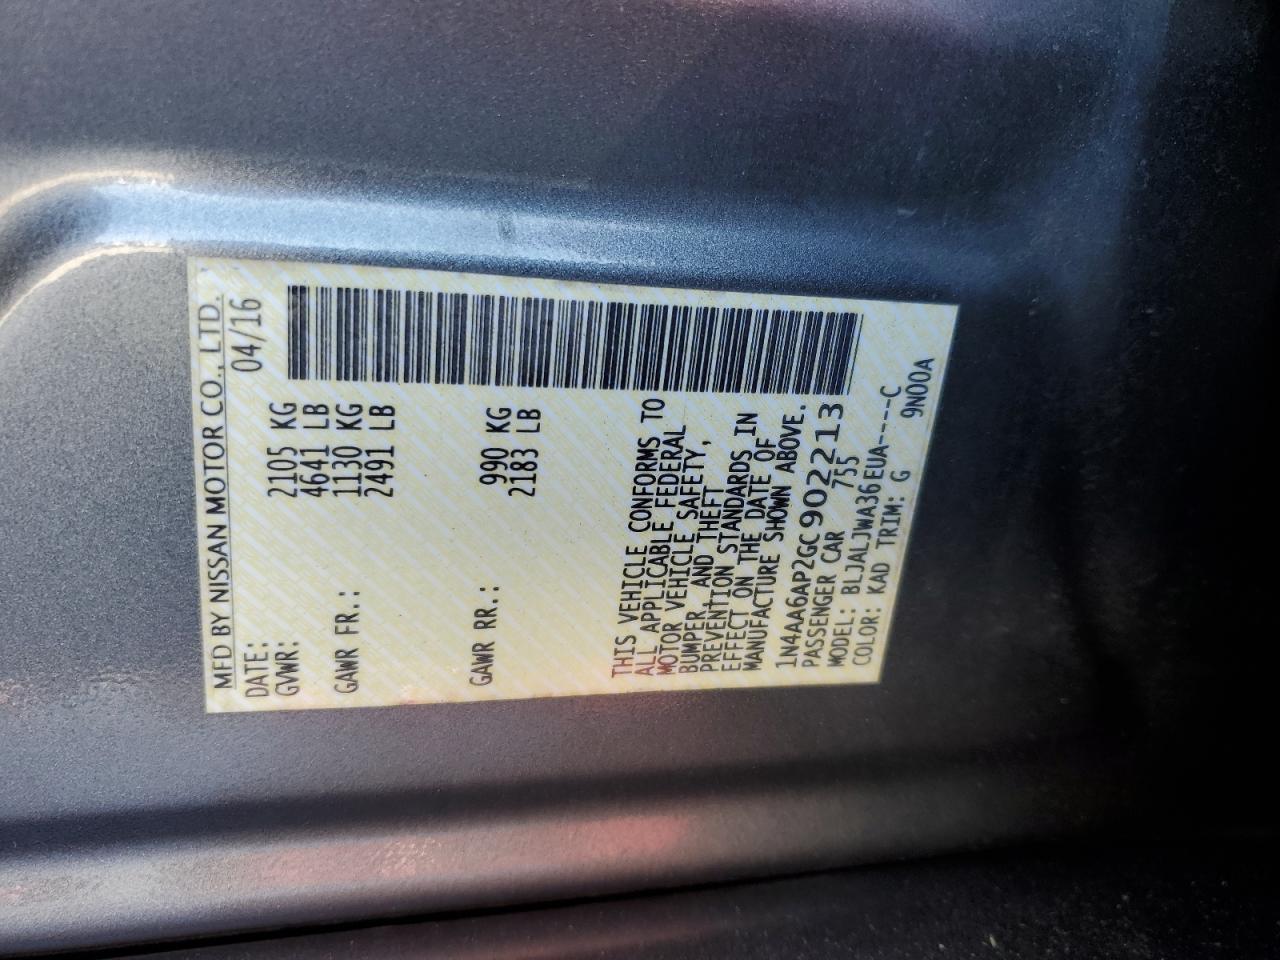 MFD BY NISSAN MOTOR CO., LTD.
DATE: 04/16
GVWR: 2105 KG
4641 LB
GAWR FR.: 1130 KG
2491 LB
GAWR RR.: 990 KG
2183 LB
THIS VEHICLE CONFORMS TO
ALL APPLICABLE FEDERAL
MOTOR VEHICLE SAFETY,
BUMPER, AND THEFT
PREVENTION STANDARDS IN
EFFECT ON THE DATE OF
MANUFACTURE SHOWN ABOVE.
1N4AA6AP2GC902213
PASSENGER CAR 755
MODEL: BLJALJWA36EUA----C
COLOR: KAD TRIM: G 9N00A